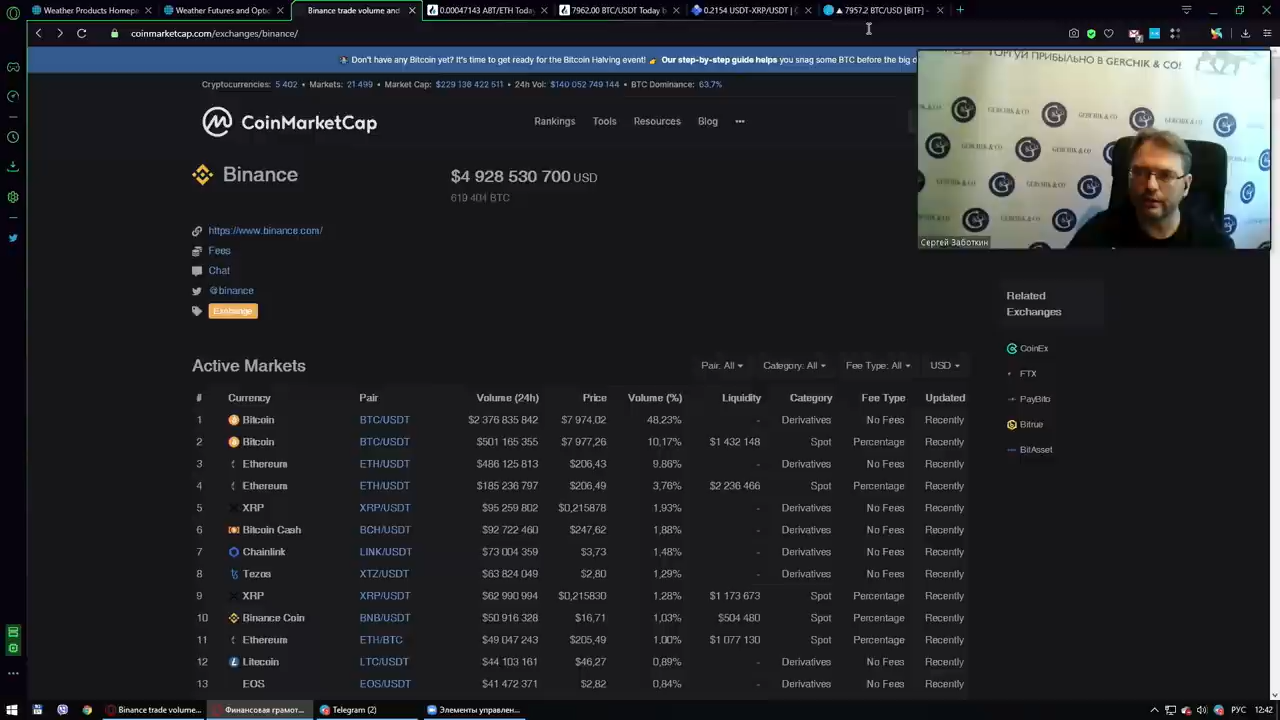 Weather Products Homepa
Weather Futures and Opt
Binance trade volume and
0.00047143 ABT/ETH Today
7962.00 BTC/USDT Today b
0.2154 USDT-XRP/USDT | (
▲ 7957.2 BTC/USD [BITF] –
coinmarketcap.com/exchanges/binance/
Don't have any Bitcoin yet? It's time to get ready for the Bitcoin Halving event! Our step-by-step guide helps you snag some BTC before the big d
ТОРГУЙ ПРИБЫЛЬНО В GERCHIK & CO!
Cryptocurrencies: 5 402 • Markets: 21 499 • Market Cap: $229 138 422 511 • 24h Vol: $140 052 749 144 • BTC Dominance: 63,7%
CoinMarketCap
Rankings Tools Resources Blog •••
GERCHIK & CO
Binance
$4 928 530 700 USD
619 404 BTC
https://www.binance.com/
Fees
Chat
@binance
Exchange
Сергей Заботкин
Related
Exchanges
CoinEx
FTX
PayBito
Bitrue
BitAsset
Active Markets
Pair: All Category: All Fee Type: All USD
# Currency Pair Volume (24h) Price Volume (%) Liquidity Category Fee Type Updated
1 Bitcoin BTC/USDT $2 376 835 842 $7 974,02 48,23% - Derivatives No Fees Recently
2 Bitcoin BTC/USDT $501 165 355 $7 977,26 10,17% $1 432 148 Spot Percentage Recently
3 Ethereum ETH/USDT $486 125 813 $206,43 9,86% - Derivatives No Fees Recently
4 Ethereum ETH/USDT $185 236 797 $206,49 3,76% $2 236 466 Spot Percentage Recently
5 XRP XRP/USDT $95 259 802 $0,215878 1,93% - Derivatives No Fees Recently
6 Bitcoin Cash BCH/USDT $92 722 460 $247,62 1,88% - Derivatives No Fees Recently
7 Chainlink LINK/USDT $73 004 359 $3,73 1,48% - Derivatives No Fees Recently
8 Tezos XTZ/USDT $63 824 049 $2,80 1,29% - Derivatives No Fees Recently
9 XRP XRP/USDT $62 990 994 $0,215830 1,28% $1 173 673 Spot Percentage Recently
10 Binance Coin BNB/USDT $50 916 328 $16,71 1,03% $504 480 Spot Percentage Recently
11 Ethereum ETH/BTC $49 047 243 $205,49 1,00% $1 077 130 Spot Percentage Recently
12 Litecoin LTC/USDT $44 103 161 $46,27 0,89% - Derivatives No Fees Recently
13 EOS EOS/USDT $41 472 371 $2,82 0,84% - Derivatives No Fees Recently
Binance trade volume...
Финансовая грамот...
Telegram (2)
Элементы управлен...
РУС 12:42